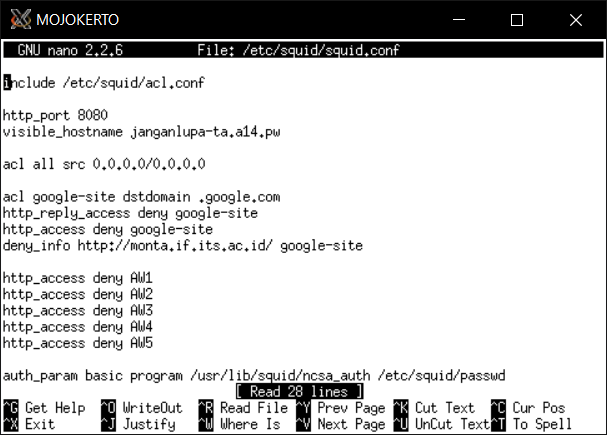 MOJOKERTO
GNU nano 2.2.6 File: /etc/squid/squid.conf
include /etc/squid/acl.conf
http_port 8080
visible_hostname janganlupa-ta.a14.pw
acl all src 0.0.0.0/0.0.0.0
acl google-site dstdomain .google.com
http_reply_access deny google-site
http_access deny google-site
deny_info http://monta.if.its.ac.id/ google-site
http_access deny AW1
http_access deny AW2
http_access deny AW3
http_access deny AW4
http_access deny AW5
auth_param basic program /usr/lib/squid/ncsa_auth /etc/squid/passwd
[ Read 28 lines ]
^G Get Help ^O WriteOut ^R Read File ^Y Prev Page ^K Cut Text ^C Cur Pos
^X Exit ^J Justify ^W Where Is ^V Next Page ^U UnCut Text ^T To Spell